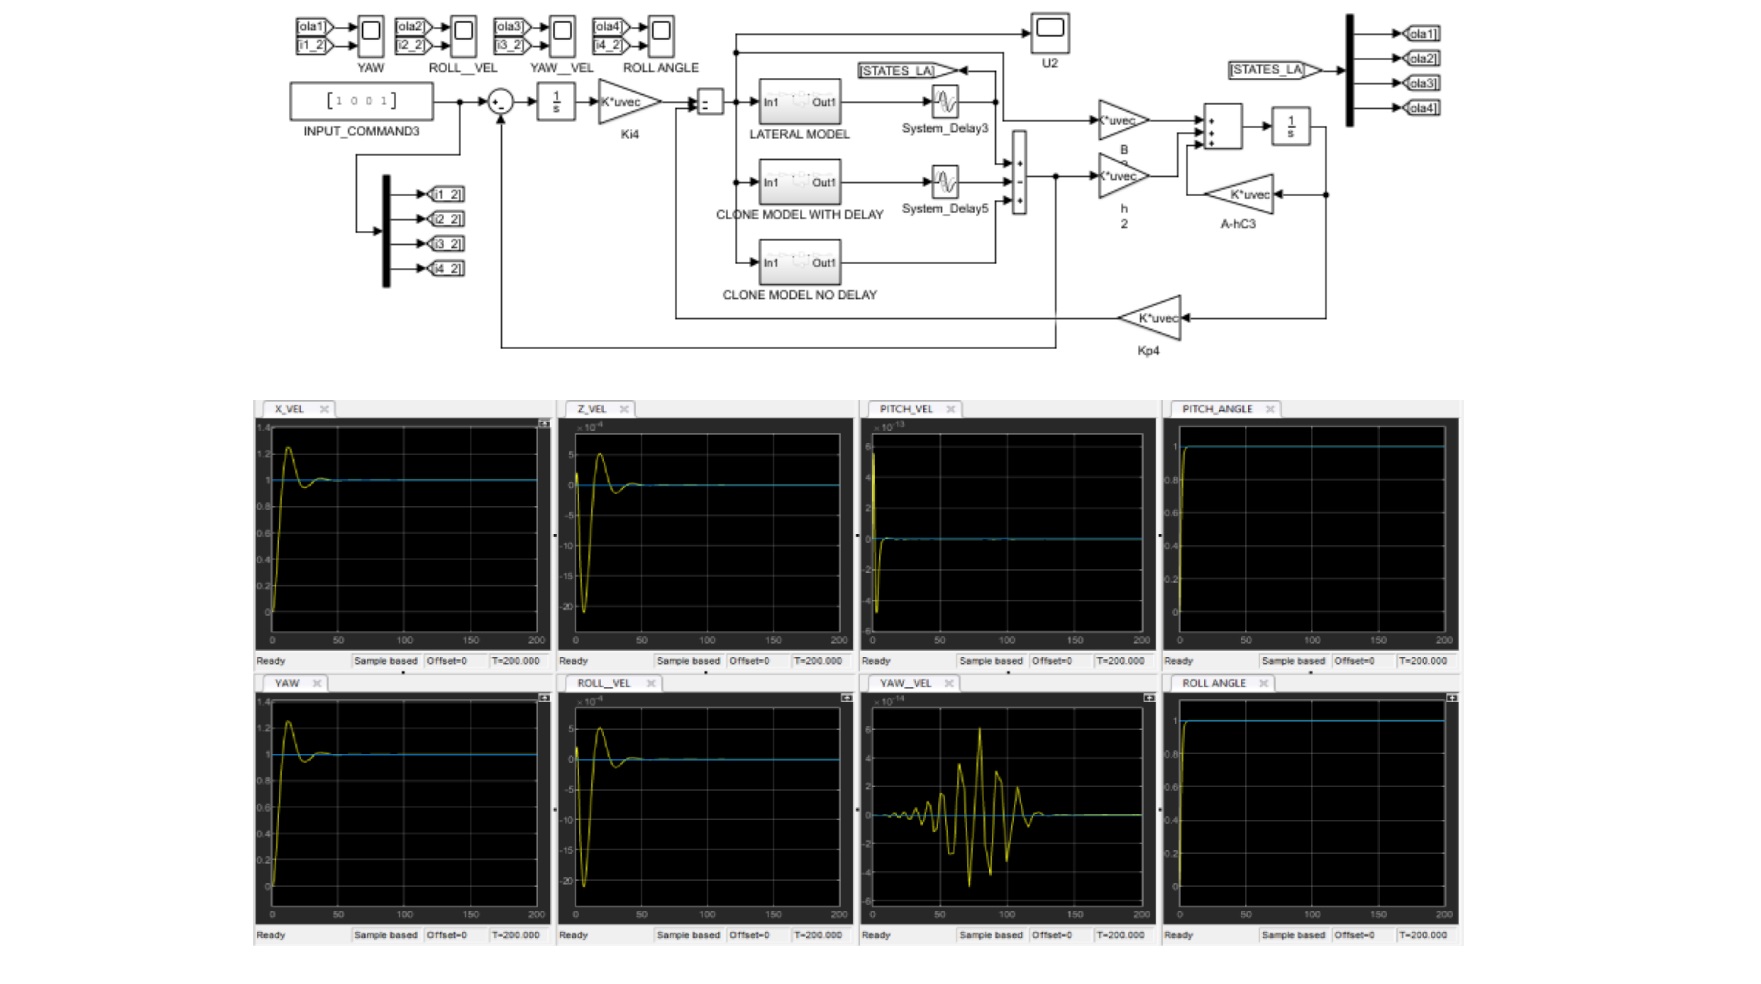 [ola1] [ola2] [ola3] [ola4]
[i1_2] [i2_2] [i3_2] [i4_2]
YAW ROLL__VEL YAW__VEL ROLL ANGLE
U2
[STATES_LA]
[STATES_LA]
[ola1]
[ola2]
[ola3]
[ola4]
[1 0 0 1]
INPUT_COMMAND3
+
-
1
s
K*uvec
Ki4
-
-
In1 Out1
LATERAL MODEL
System_Delay3
In1 Out1
CLONE MODEL WITH DELAY
System_Delay5
In1 Out1
CLONE MODEL NO DELAY
+
-
+
K*uvec
B
K*uvec
h
2
+
+
+
1
s
K*uvec
A-hC3
K*uvec
Kp4
[i1_2]
[i2_2]
[i3_2]
[i4_2]
X_VEL Z_VEL PITCH_VEL PITCH_ANGLE
1.4
1.2
1
0.8
0.6
0.4
0.2
0
0 50 100 150 200
×10-4
5
0
-5
-10
-15
-20
0 50 100 150 200
×10-13
6
4
2
0
-2
-4
-6
0 50 100 150 200
1
0.8
0.6
0.4
0.2
0
0 50 100 150 200
Ready Sample based Offset=0 T=200.000
Ready Sample based Offset=0 T=200.000
Ready Sample based Offset=0 T=200.000
Ready Sample based Offset=0 T=200.000
YAW ROLL__VEL YAW__VEL ROLL ANGLE
1.4
1.2
1
0.8
0.6
0.4
0.2
0
0 50 100 150 200
×10-4
5
0
-5
-10
-15
-20
0 50 100 150 200
×10-14
6
4
2
0
-2
-4
-6
0 50 100 150 200
1
0.8
0.6
0.4
0.2
0
0 50 100 150 200
Ready Sample based Offset=0 T=200.000
Ready Sample based Offset=0 T=200.000
Ready Sample based Offset=0 T=200.000
Ready Sample based Offset=0 T=200.000